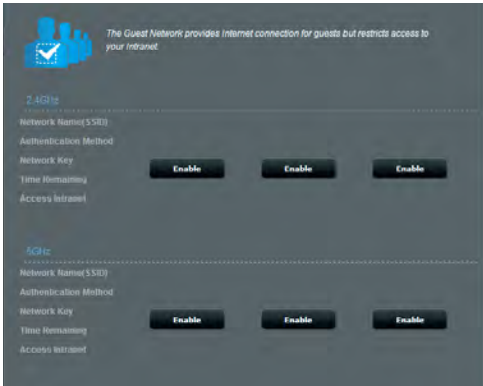 The Guest Network provides Internet connection for guests but restricts access to
your Intranet
2.4GHz
Network Name(SSID)
Authentication Method
Network Key
Time Remaining
Access Intranet
Enable Enable Enable
5GHz
Network Name(SSID)
Authentication Method
Network Key
Time Remaining
Access Intranet
Enable Enable Enable